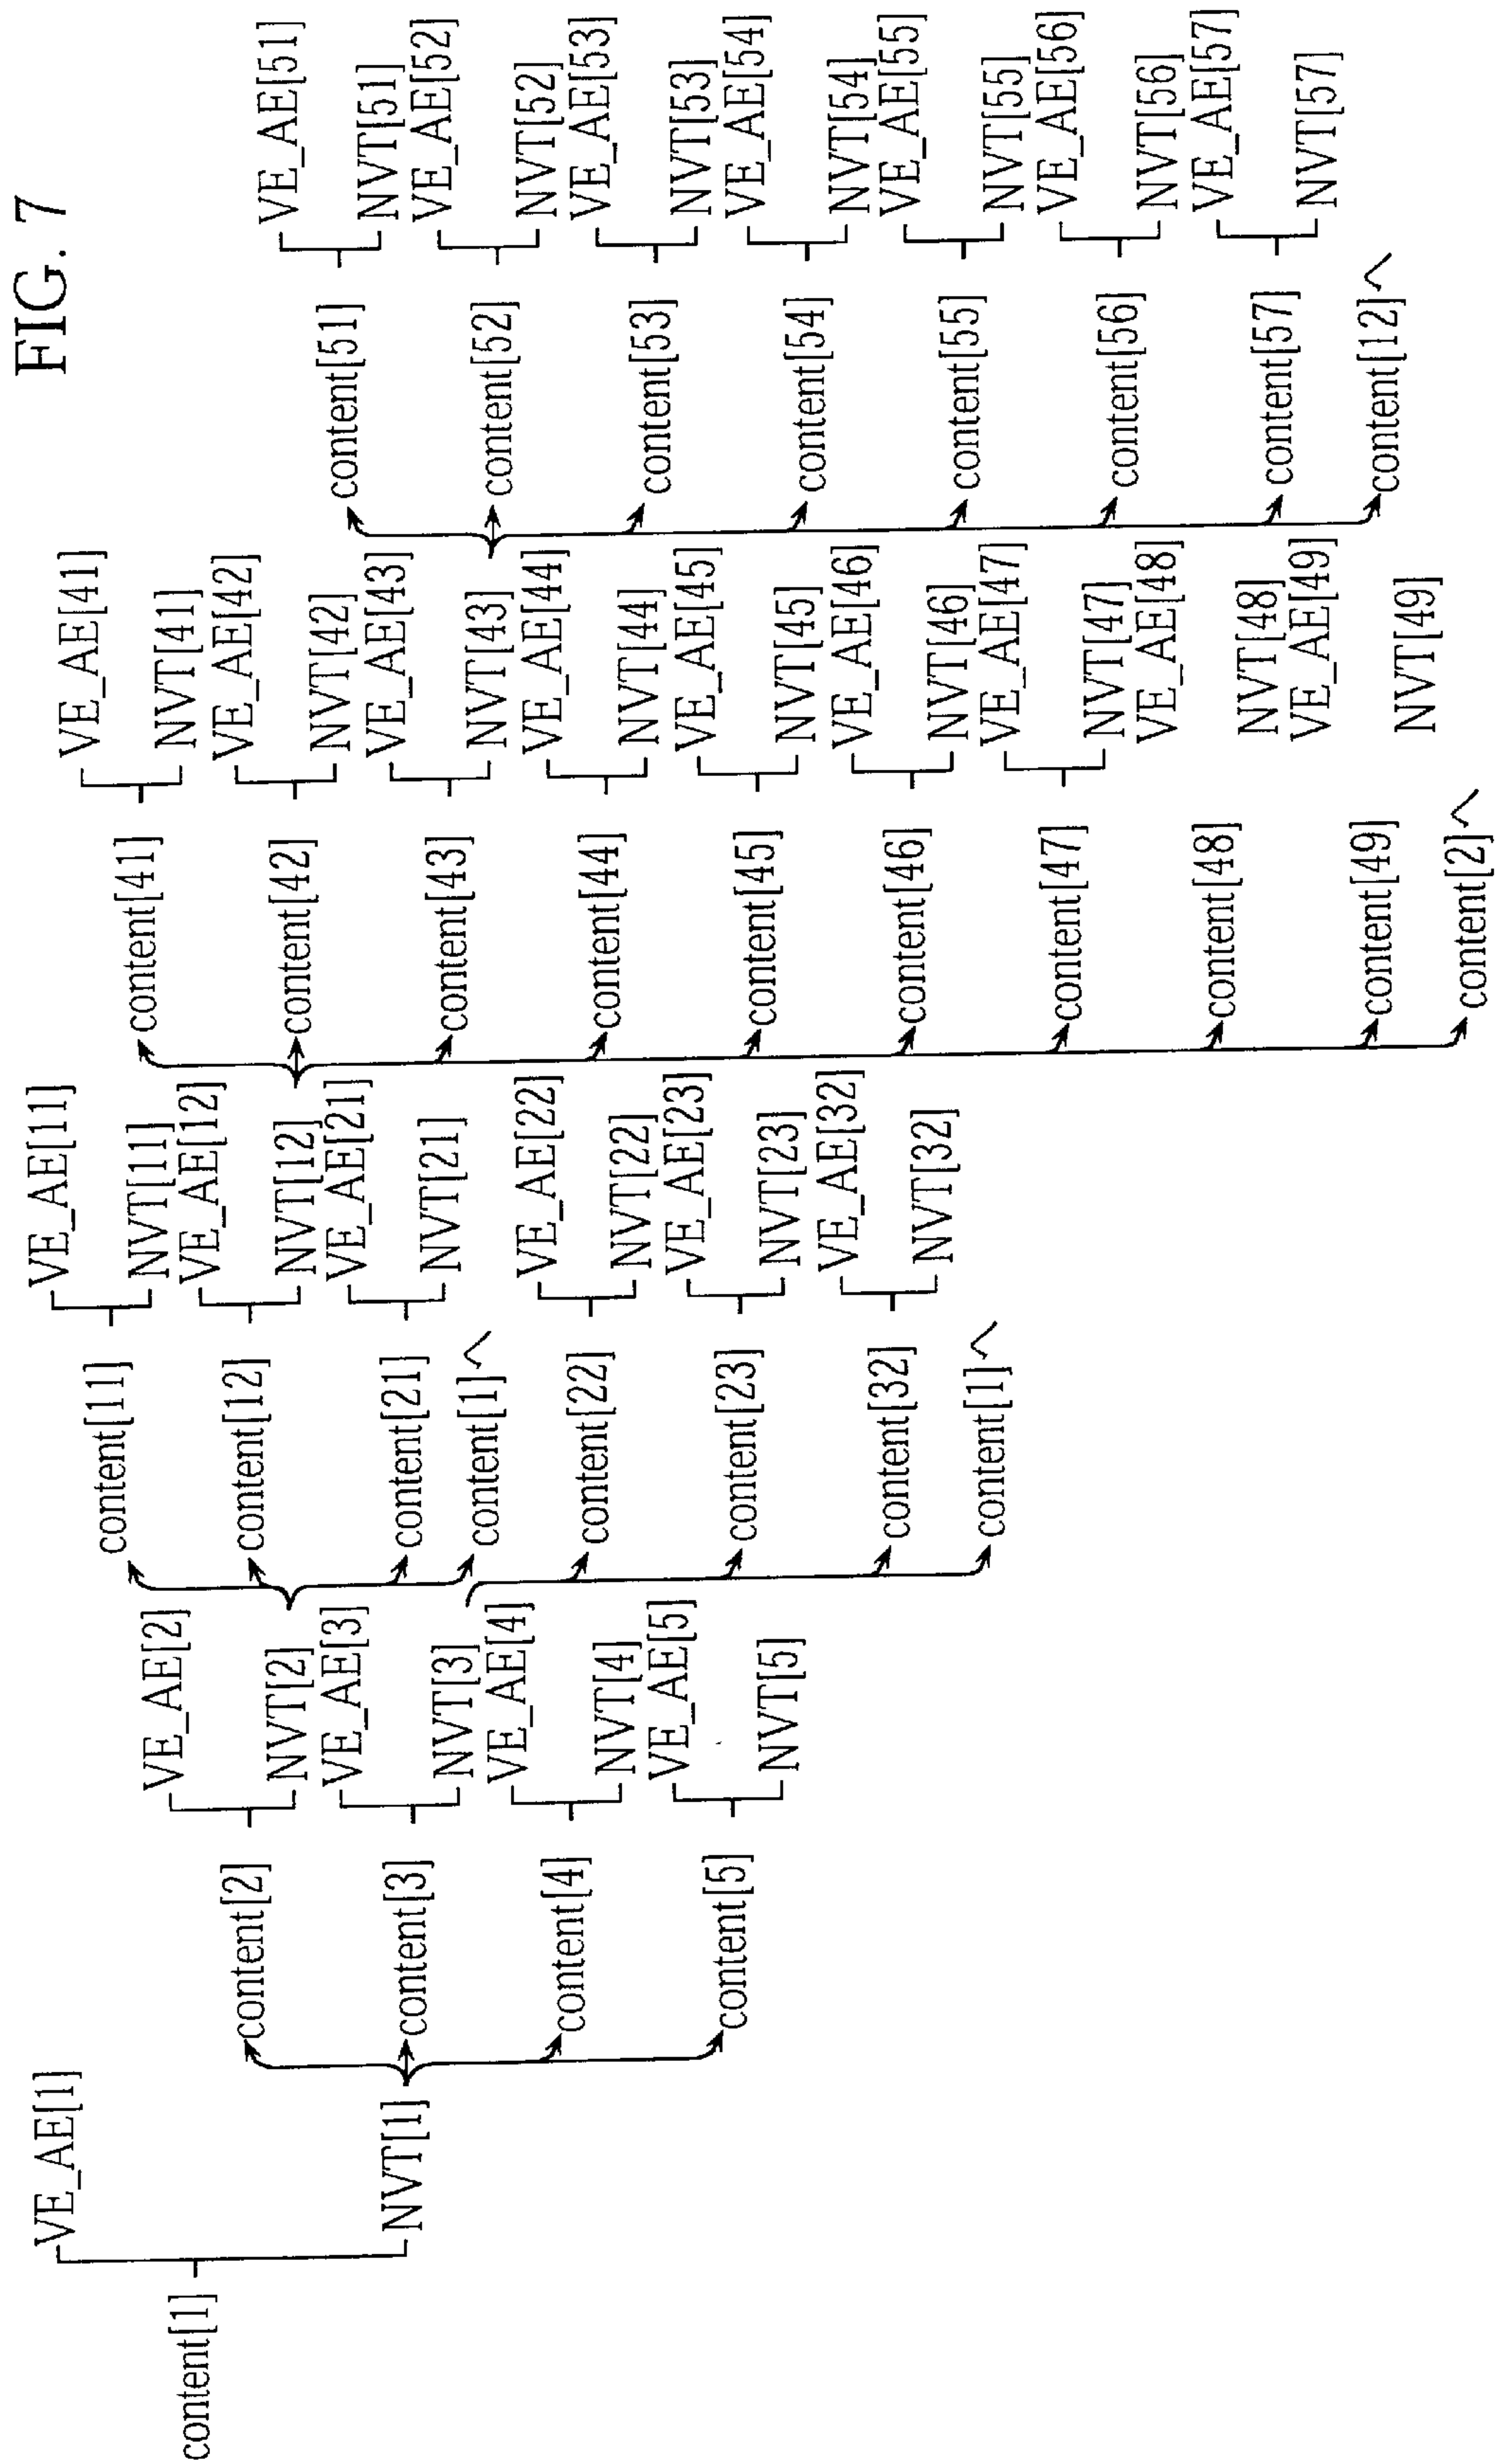 FIG. 7
content[1]
VE_AE[1]
NVT[1]
content[2]
content[3]
content[4]
content[5]
VE_AE[2]
NVT[2]
VE_AE[3]
NVT[3]
VE_AE[4]
NVT[4]
VE_AE[5]
NVT[5]
content[11]
content[12]
content[21]
content[1]へ
content[22]
content[23]
content[32]
content[1]へ
VE_AE[11]
NVT[11]
VE_AE[12]
NVT[12]
VE_AE[21]
NVT[21]
VE_AE[22]
NVT[22]
VE_AE[23]
NVT[23]
VE_AE[32]
NVT[32]
content[41]
content[42]
content[43]
content[44]
content[45]
content[46]
content[47]
content[48]
content[49]
content[2]へ
VE_AE[41]
NVT[41]
VE_AE[42]
NVT[42]
VE_AE[43]
NVT[43]
VE_AE[44]
NVT[44]
VE_AE[45]
NVT[45]
VE_AE[46]
NVT[46]
VE_AE[47]
NVT[47]
VE_AE[48]
NVT[48]
VE_AE[49]
NVT[49]
content[51]
content[52]
content[53]
content[54]
content[55]
content[56]
content[57]
content[12]へ
VE_AE[51]
NVT[51]
VE_AE[52]
NVT[52]
VE_AE[53]
NVT[53]
VE_AE[54]
NVT[54]
VE_AE[55]
NVT[55]
VE_AE[56]
NVT[56]
VE_AE[57]
NVT[57]